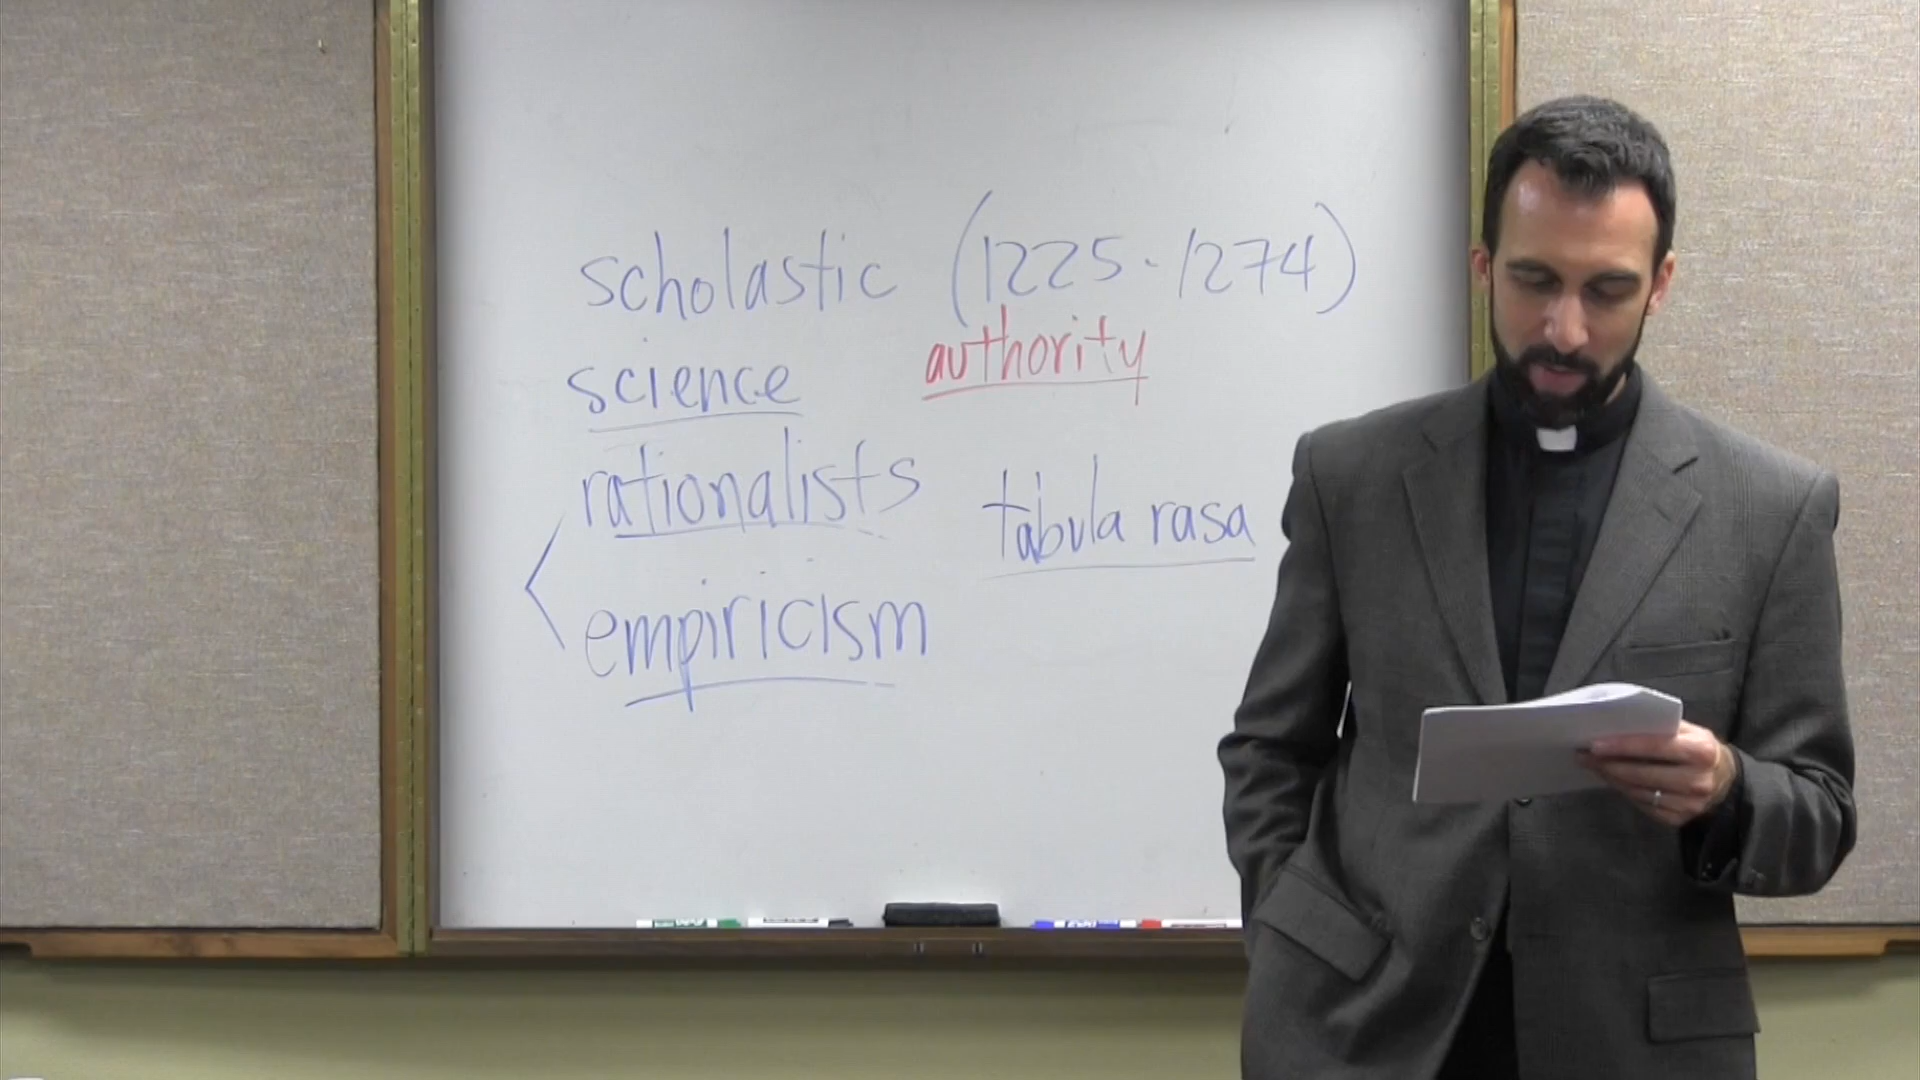 scholastic (1225-1274)
authority
science
rationalists
tabula rasa
empiricism